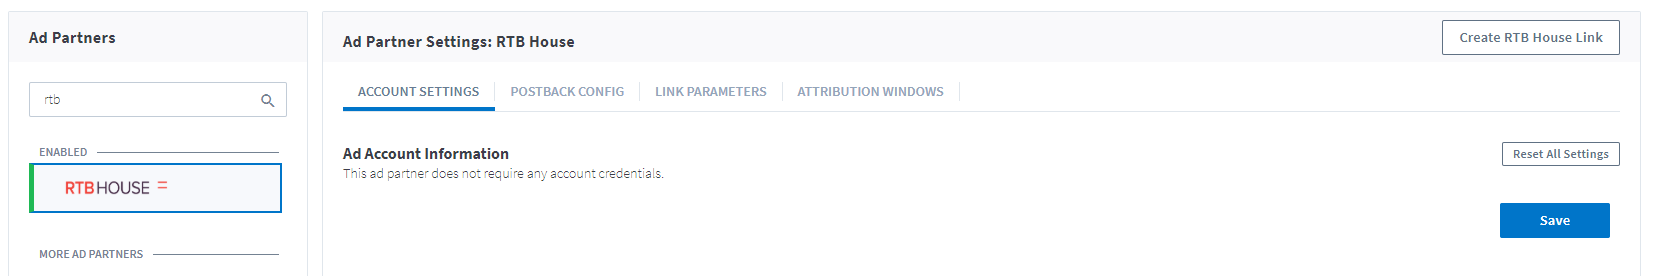 Ad Partners
rtb
ENABLED
RTB HOUSE
MORE AD PARTNERS
Ad Partner Settings: RTB House
Create RTB House Link
ACCOUNT SETTINGS
POSTBACK CONFIG
LINK PARAMETERS
ATTRIBUTION WINDOWS
Ad Account Information
This ad partner does not require any account credentials.
Reset All Settings
Save